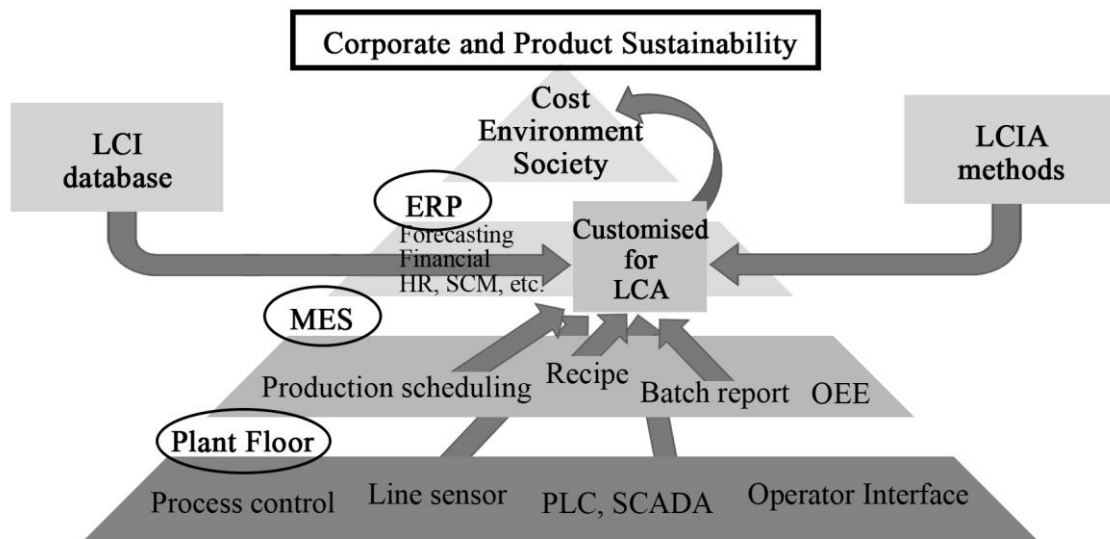 Corporate and Product Sustainability
Cost
Environment
Society
LCI
database
LCIA
methods
ERP
Forecasting
Financial
HR, SCM, etc.
Customised
for
LCA
MES
Production scheduling
Recipe
Batch report
OEE
Plant Floor
Process control
Line sensor
PLC, SCADA
Operator Interface